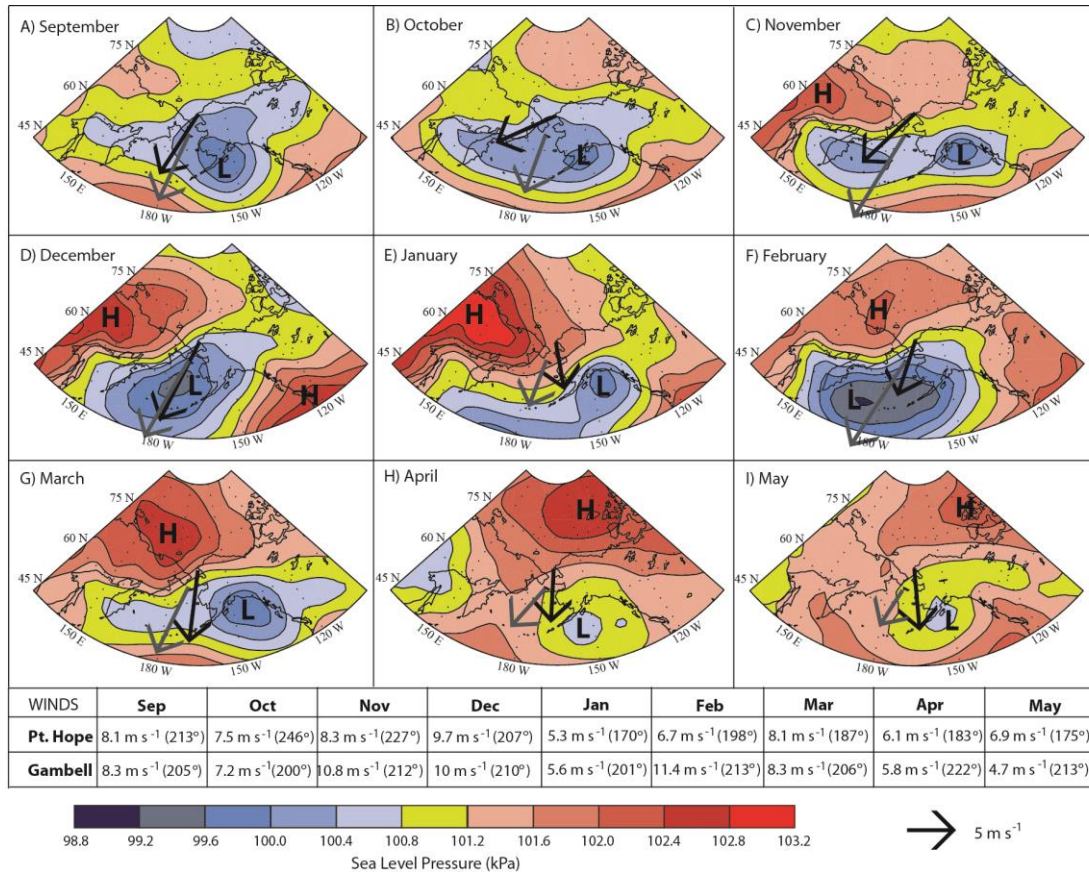 A) September
75 N
60 N
45 N
150 E
180 W
150 W
120 W
L
B) October
75 N
60 N
45 N
150 E
180 W
150 W
120 W
L
C) November
75 N
60 N
45 N
150 E
180 W
150 W
120 W
H
L
D) December
75 N
60 N
45 N
150 E
180 W
150 W
120 W
H
L
H
E) January
75 N
60 N
45 N
150 E
180 W
150 W
120 W
H
L
F) February
75 N
60 N
45 N
150 E
180 W
150 W
120 W
H
L
G) March
75 N
60 N
45 N
150 E
180 W
150 W
120 W
H
L
H) April
75 N
60 N
45 N
150 E
180 W
150 W
120 W
H
L
I) May
75 N
60 N
45 N
150 E
180 W
150 W
120 W
H
L
WINDS Sep Oct Nov Dec Jan Feb Mar Apr May
Pt. Hope 8.1 m s⁻¹ (213°) 7.5 m s⁻¹ (246°) 8.3 m s⁻¹ (227°) 9.7 m s⁻¹ (207°) 5.3 m s⁻¹ (170°) 6.7 m s⁻¹ (198°) 8.1 m s⁻¹ (187°) 6.1 m s⁻¹ (183°) 6.9 m s⁻¹ (175°)
Gambell 8.3 m s⁻¹ (205°) 7.2 m s⁻¹ (200°) 10.8 m s⁻¹ (212°) 10 m s⁻¹ (210°) 5.6 m s⁻¹ (201°) 11.4 m s⁻¹ (213°) 8.3 m s⁻¹ (206°) 5.8 m s⁻¹ (222°) 4.7 m s⁻¹ (213°)
98.8 99.2 99.6 100.0 100.4 100.8 101.2 101.6 102.0 102.4 102.8 103.2
Sea Level Pressure (kPa)
5 m s⁻¹